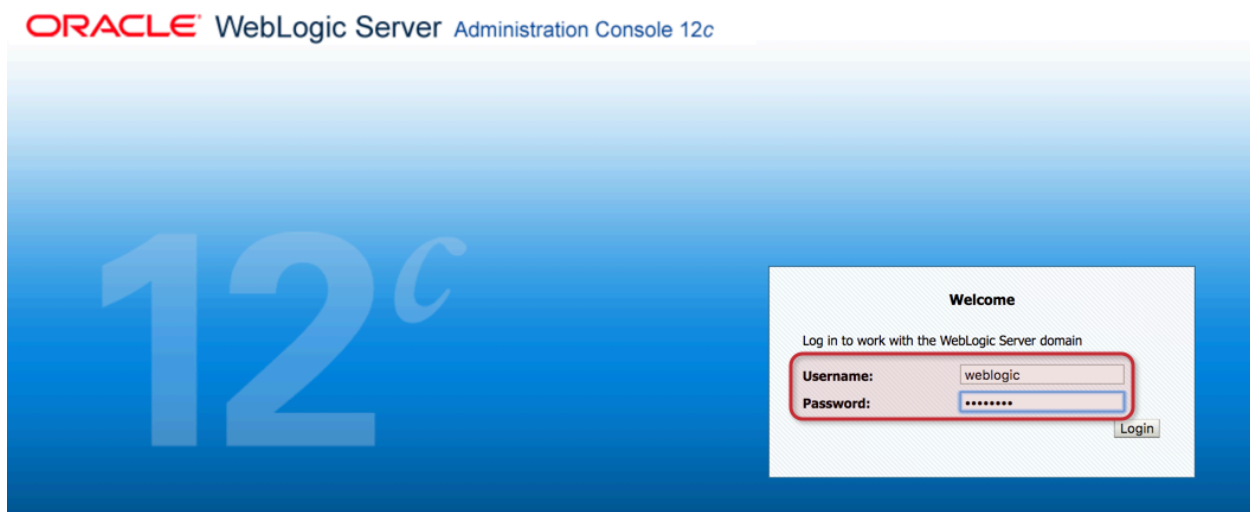 ORACLE WebLogic Server Administration Console 12c
12c
Welcome
Log in to work with the WebLogic Server domain
Username: weblogic
Password: ••••••••
Login